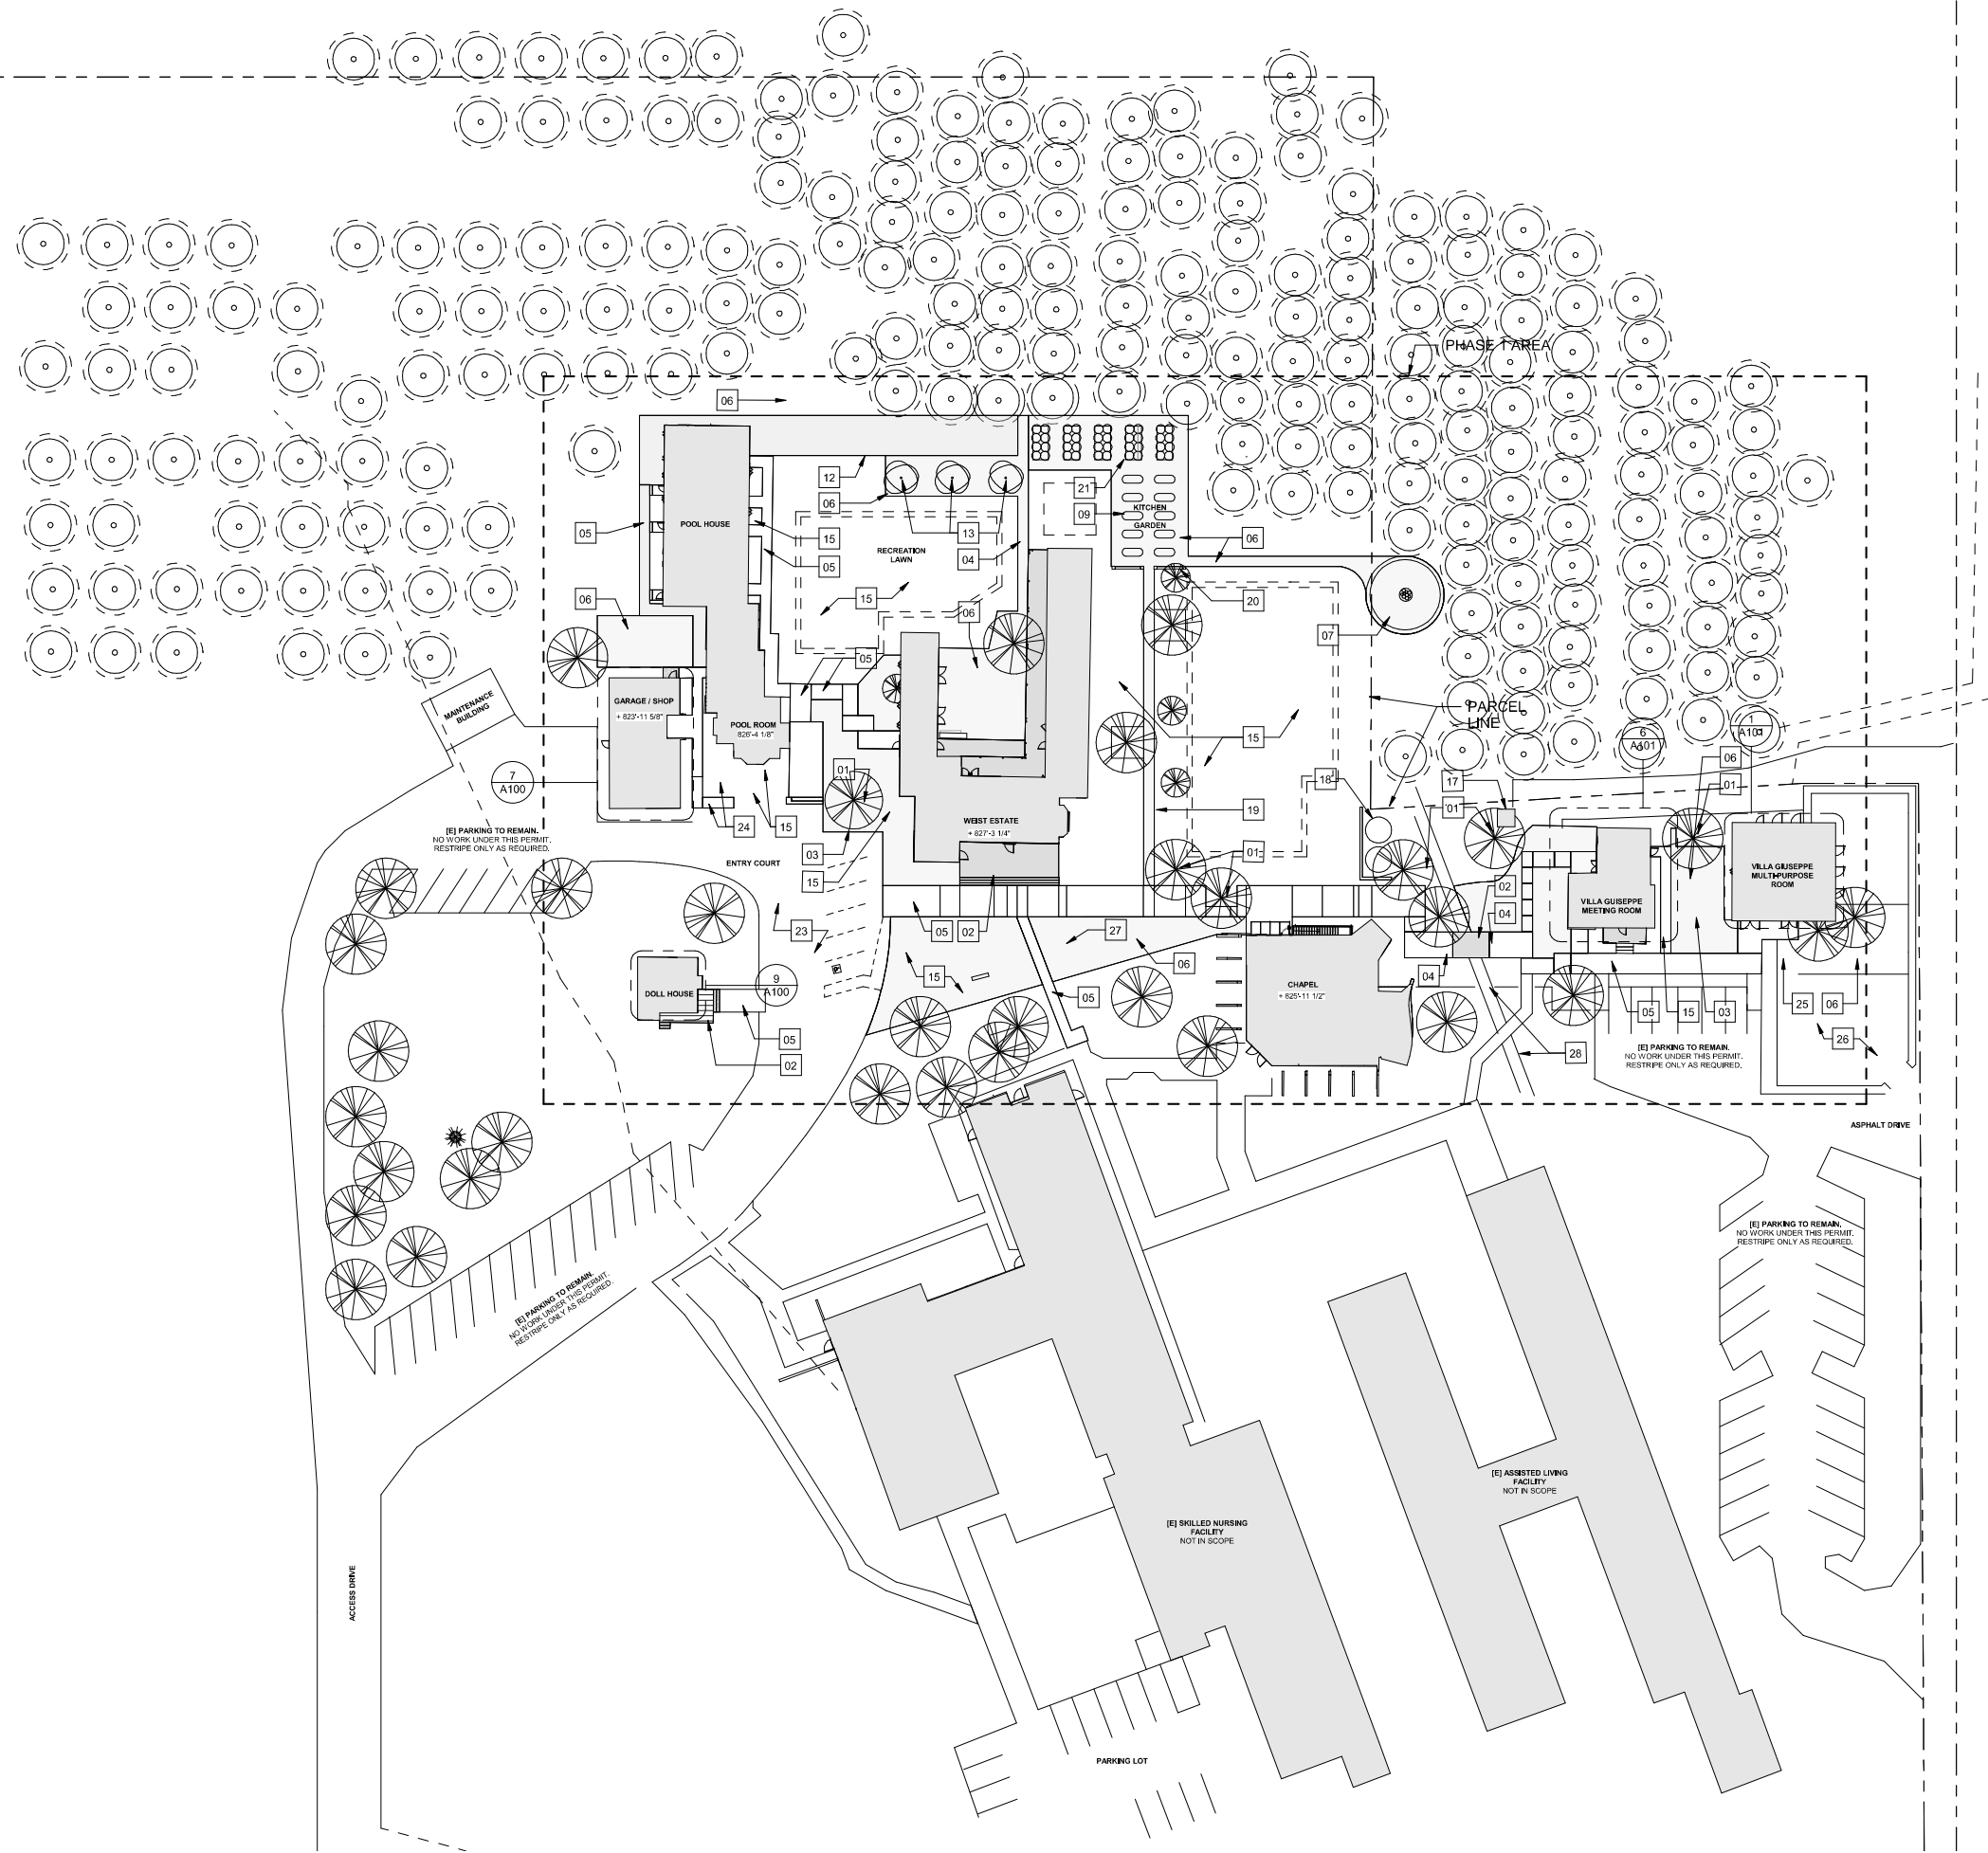 PHASE 1 AREA
06
12
21
POOL HOUSE
06
KITCHEN
09
GARDEN
05
15
13
06
RECREATION
LAWN
04
05
06
15
06
20
07
05
MAINTENANCE
BUILDING
GARAGE / SHOP
+ 823'-11 5/8"
POOL ROOM
826'-4 1/8"
PARCEL
LINE
15
1
A101
6
A101
06
7
A100
01
18
17
01
01
19
24
15
WEIST ESTATE
+ 827'-3 1/4"
[E] PARKING TO REMAIN.
NO WORK UNDER THIS PERMIT.
RESTRIPE ONLY AS REQUIRED.
03
01
ENTRY COURT
15
VILLA GIUSEPPE
MULTI-PURPOSE
ROOM
02
VILLA GUISEPPE
MEETING ROOM
04
23
05
02
27
06
04
15
9
A100
DOLL HOUSE
CHAPEL
+ 825'-11 1/2"
05
25
06
05
15
03
05
02
28
26
[E] PARKING TO REMAIN.
NO WORK UNDER THIS PERMIT.
RESTRIPE ONLY AS REQUIRED.
ASPHALT DRIVE
[E] PARKING TO REMAIN.
NO WORK UNDER THIS PERMIT.
RESTRIPE ONLY AS REQUIRED.
[E] PARKING TO REMAIN.
NO WORK UNDER THIS PERMIT.
RESTRIPE ONLY AS REQUIRED.
[E] ASSISTED LIVING
FACILITY
NOT IN SCOPE
[E] SKILLED NURSING
FACILITY
NOT IN SCOPE
ACCESS DRIVE
PARKING LOT